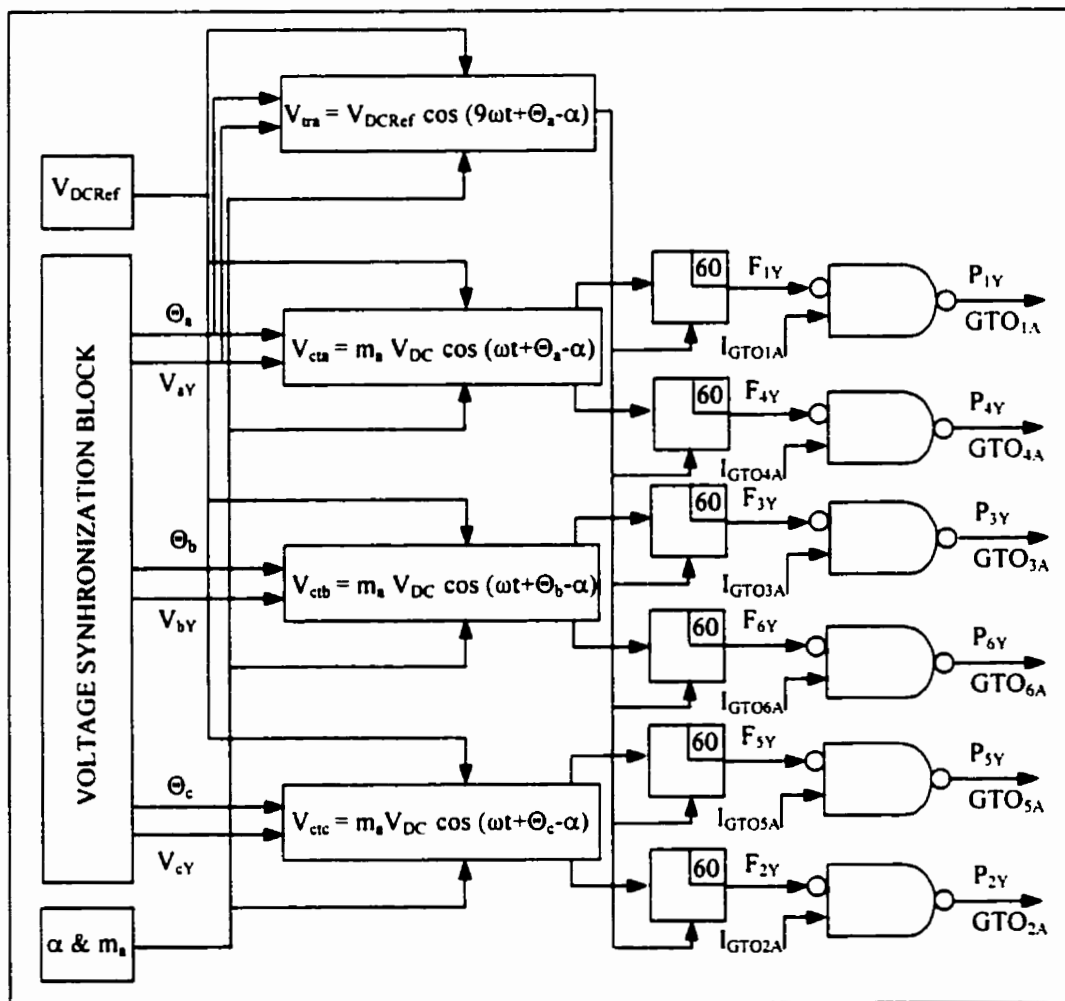 V_tra = V_DCRef cos (9ωt+Θ_a-α)
V_DCRef
VOLTAGE SYNHRONIZATION BLOCK
Θ_a
V_aY
V_cta = m_a V_DC cos (ωt+Θ_a-α)
60
F_1Y
I_GTO1A
P_1Y
GTO_1A
60
F_4Y
I_GTO4A
P_4Y
GTO_4A
Θ_b
V_bY
V_ctb = m_a V_DC cos (ωt+Θ_b-α)
60
F_3Y
I_GTO3A
P_3Y
GTO_3A
60
F_6Y
I_GTO6A
P_6Y
GTO_6A
Θ_c
V_cY
V_ctc = m_a V_DC cos (ωt+Θ_c-α)
60
F_5Y
I_GTO5A
P_5Y
GTO_5A
60
F_2Y
I_GTO2A
P_2Y
GTO_2A
α & m_a